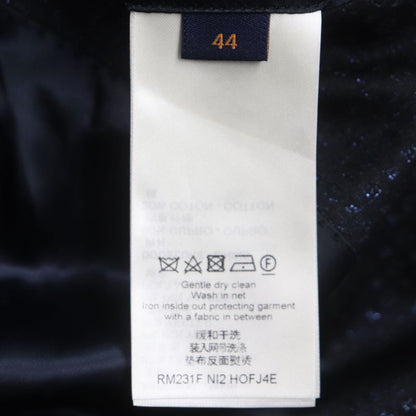 44
Gentle dry clean
Wash in net
Iron inside out protecting garment
with a fabric in between
缓和干洗
装入网号洗涤
垫布反面熨烫
RM231F NI2 HOFJ4E